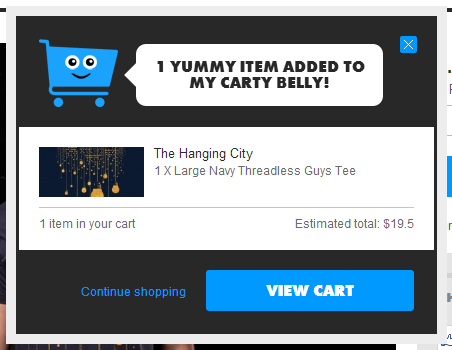 1 YUMMY ITEM ADDED TO
MY CARTY BELLY!
The Hanging City
1 X Large Navy Threadless Guys Tee
1 item in your cart
Estimated total: $19.5
Continue shopping
VIEW CART